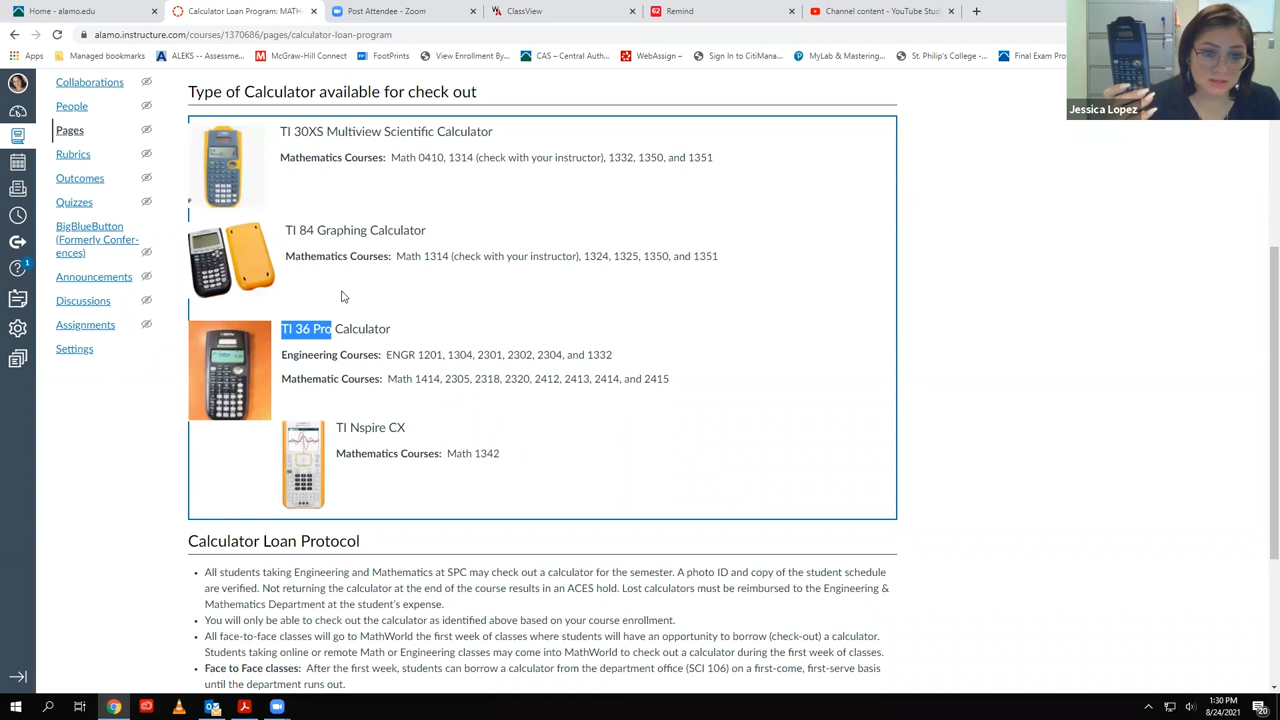 Home - alamo.edu
Calculator Loan Program: MATH-
Post Attendee - Zoom
ClassView
62
Remind
Channel content - YouTube Stud
alamo.instructure.com/courses/1370686/pages/calculator-loan-program
Apps
Managed bookmarks
ALEKS -- Assessme...
McGraw-Hill Connect
FootPrints
View Enrollment By...
CAS – Central Auth...
WebAssign –
Sign In to CitiMana...
MyLab & Mastering...
St. Philip's College -...
Final Exam Pro
Jessica Lopez
Collaborations
People
Pages
Rubrics
Outcomes
Quizzes
BigBlueButton
(Formerly Confer-
ences)
Announcements
Discussions
Assignments
Settings
1
Type of Calculator available for check out
TI 30XS Multiview Scientific Calculator
Mathematics Courses: Math 0410, 1314 (check with your instructor), 1332, 1350, and 1351
TI 84 Graphing Calculator
Mathematics Courses: Math 1314 (check with your instructor), 1324, 1325, 1350, and 1351
TI 36 Pro Calculator
Engineering Courses: ENGR 1201, 1304, 2301, 2302, 2304, and 1332
Mathematic Courses: Math 1414, 2305, 2318, 2320, 2412, 2413, 2414, and 2415
TI Nspire CX
Mathematics Courses: Math 1342
Calculator Loan Protocol
• All students taking Engineering and Mathematics at SPC may check out a calculator for the semester. A photo ID and copy of the student schedule
are verified. Not returning the calculator at the end of the course results in an ACES hold. Lost calculators must be reimbursed to the Engineering &
Mathematics Department at the student's expense.
• You will only be able to check out the calculator as identified above based on your course enrollment.
• All face-to-face classes will go to MathWorld the first week of classes where students will have an opportunity to borrow (check-out) a calculator.
Students taking online or remote Math or Engineering classes may come into MathWorld to check out a calculator during the first week of classes.
• Face to Face classes: After the first week, students can borrow a calculator from the department office (SCI 106) on a first-come, first-serve basis
until the department runs out.
1:30 PM
8/24/2021
20